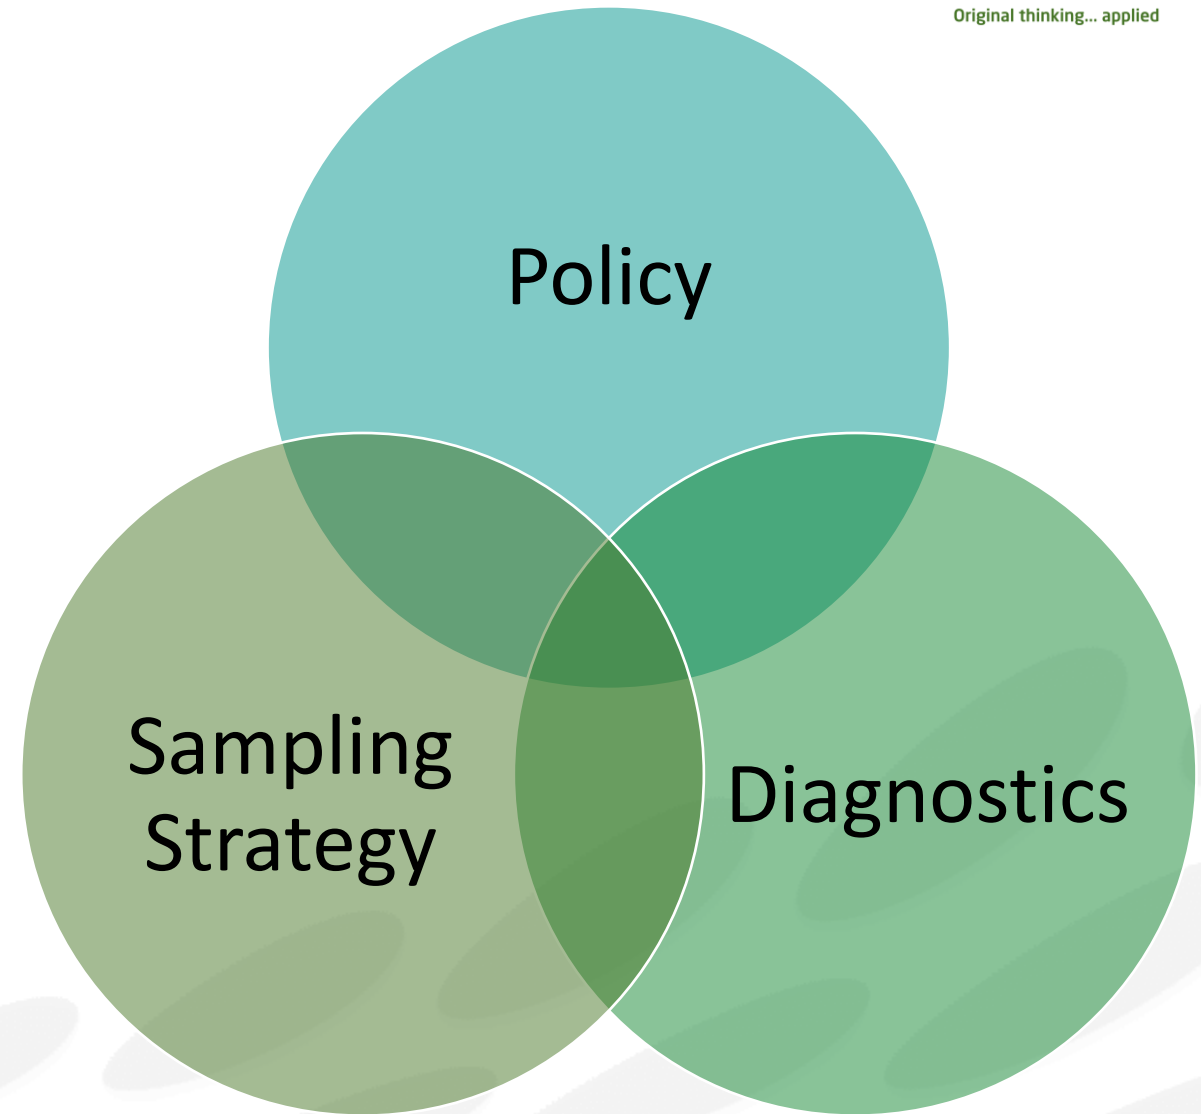 Original thinking... applied
Policy
Sampling
Strategy
Diagnostics